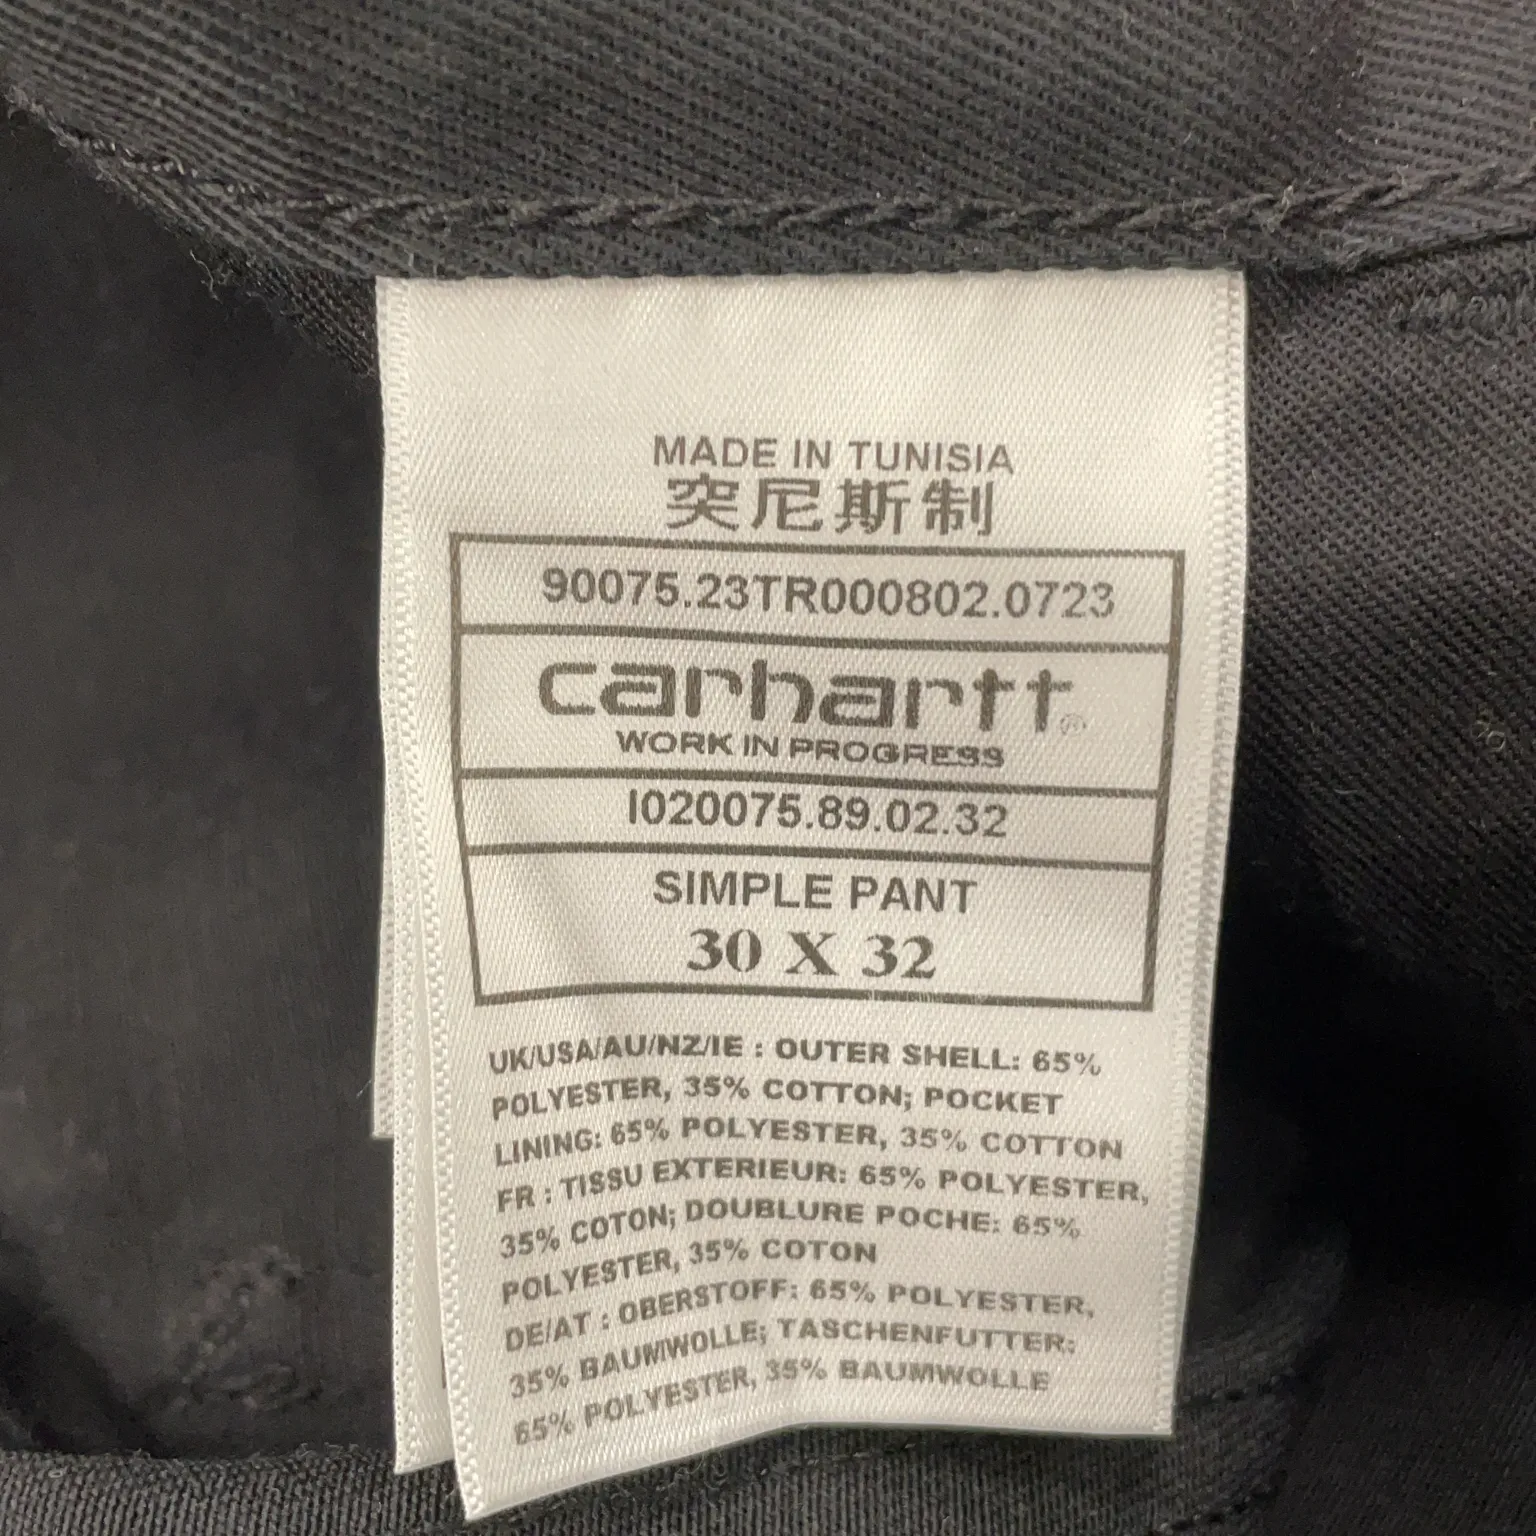 MADE IN TUNISIA
突尼斯制
90075.23TR000802.0723
carhartt®
WORK IN PROGRESS
I020075.89.02.32
SIMPLE PANT
30 X 32
UK/USA/AU/NZ/IE : OUTER SHELL: 65%
POLYESTER, 35% COTTON; POCKET
LINING: 65% POLYESTER, 35% COTTON
FR : TISSU EXTERIEUR: 65% POLYESTER,
35% COTON; DOUBLURE POCHE: 65%
POLYESTER, 35% COTON
DE/AT : OBERSTOFF: 65% POLYESTER,
35% BAUMWOLLE; TASCHENFUTTER:
65% POLYESTER, 35% BAUMWOLLE